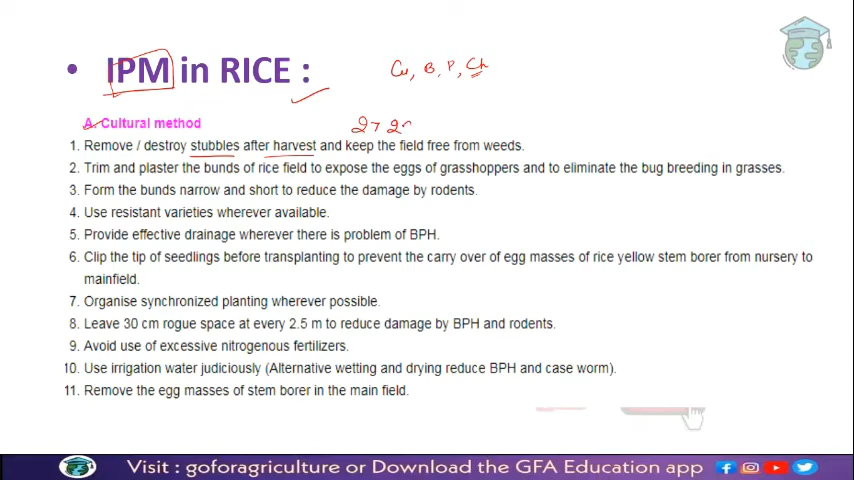 • IPM in RICE :
Cu, B, P, Ch
A. Cultural method
1. Remove / destroy stubbles after harvest and keep the field free from weeds.
2. Trim and plaster the bunds of rice field to expose the eggs of grasshoppers and to eliminate the bug breeding in grasses.
3. Form the bunds narrow and short to reduce the damage by rodents.
4. Use resistant varieties wherever available.
5. Provide effective drainage wherever there is problem of BPH.
6. Clip the tip of seedlings before transplanting to prevent the carry over of egg masses of rice yellow stem borer from nursery to
mainfield.
7. Organise synchronized planting wherever possible.
8. Leave 30 cm rogue space at every 2.5 m to reduce damage by BPH and rodents.
9. Avoid use of excessive nitrogenous fertilizers.
10. Use irrigation water judiciously (Alternative wetting and drying reduce BPH and case worm).
11. Remove the egg masses of stem borer in the main field.
Visit : goforagriculture or Download the GFA Education app